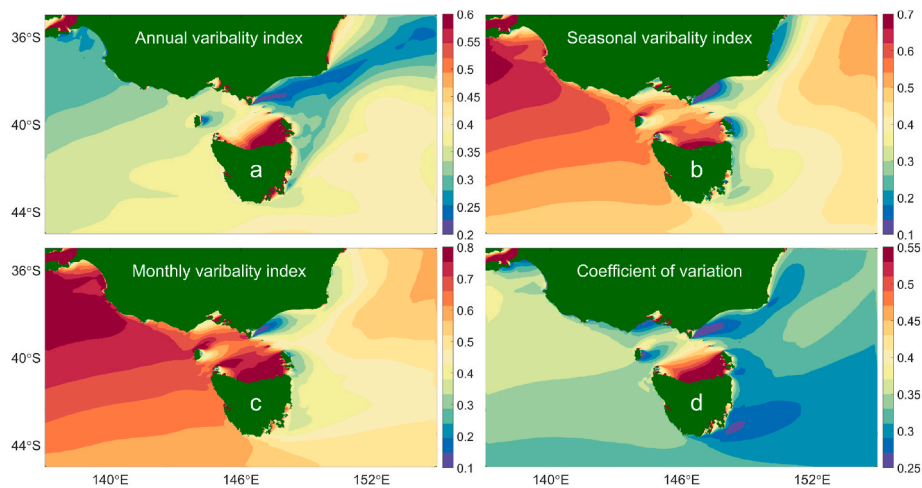 Annual varibality index
a
36°S
40°S
44°S
0.6
0.55
0.5
0.45
0.4
0.35
0.3
0.25
0.2
Seasonal varibality index
b
0.7
0.6
0.5
0.4
0.3
0.2
0.1
Monthly varibality index
c
36°S
40°S
44°S
140°E
146°E
152°E
0.8
0.7
0.6
0.5
0.4
0.3
0.2
0.1
Coefficient of variation
d
140°E
146°E
152°E
0.55
0.5
0.45
0.4
0.35
0.3
0.25